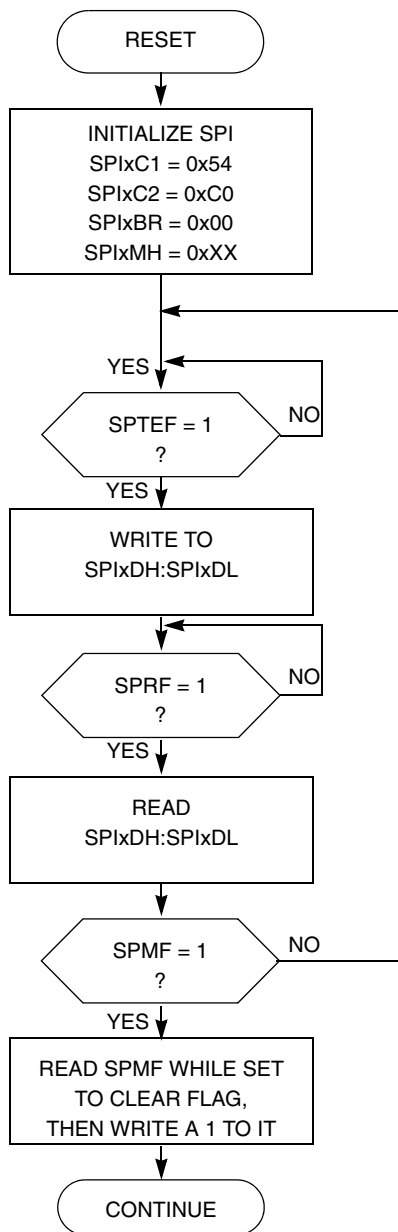 RESET
INITIALIZE SPI
SPIxC1 = 0x54
SPIxC2 = 0xC0
SPIxBR = 0x00
SPIxMH = 0xXX
YES
SPTEF = 1
?
NO
YES
WRITE TO
SPIxDH:SPIxDL
SPRF = 1
?
NO
YES
READ
SPIxDH:SPIxDL
SPMF = 1
?
NO
YES
READ SPMF WHILE SET
TO CLEAR FLAG,
THEN WRITE A 1 TO IT
CONTINUE